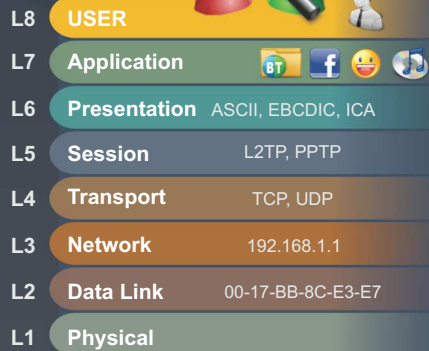 L8 USER
L7 Application BT f
L6 Presentation ASCII, EBCDIC, ICA
L5 Session L2TP, PPTP
L4 Transport TCP, UDP
L3 Network 192.168.1.1
L2 Data Link 00-17-BB-8C-E3-E7
L1 Physical